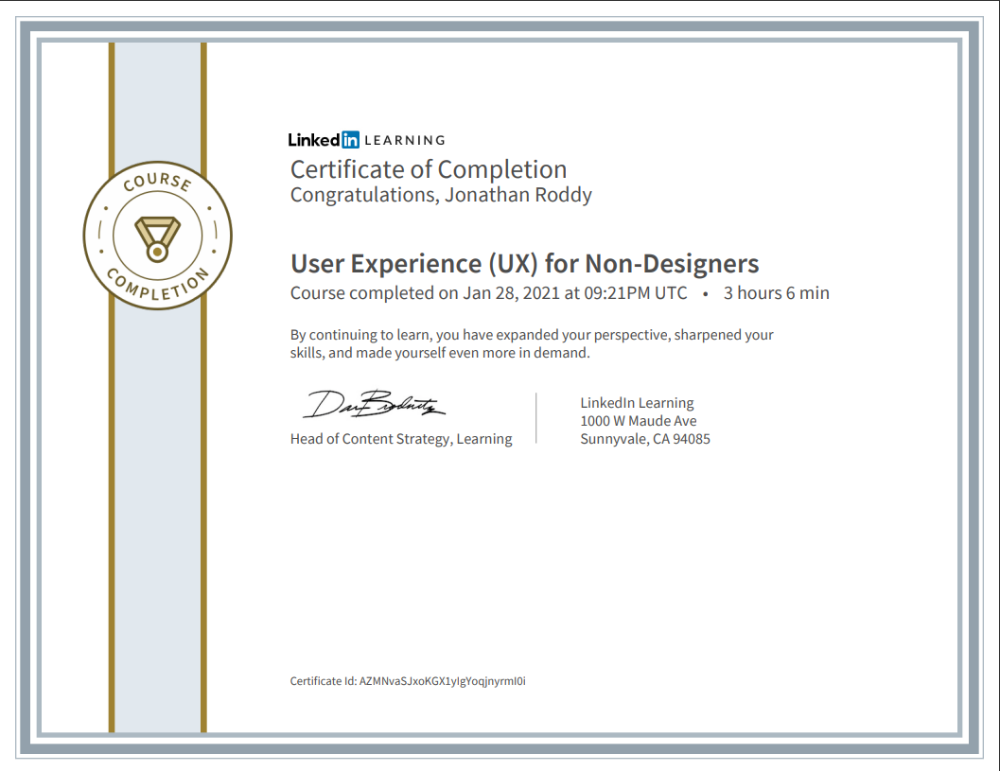 COURSE
COMPLETION
Linkedin LEARNING
Certificate of Completion
Congratulations, Jonathan Roddy
User Experience (UX) for Non-Designers
Course completed on Jan 28, 2021 at 09:21PM UTC • 3 hours 6 min
By continuing to learn, you have expanded your perspective, sharpened your
skills, and made yourself even more in demand.
Head of Content Strategy, Learning
LinkedIn Learning
1000 W Maude Ave
Sunnyvale, CA 94085
Certificate Id: AZMNvaSJxoKGX1yIgYoqjnyrmI0i